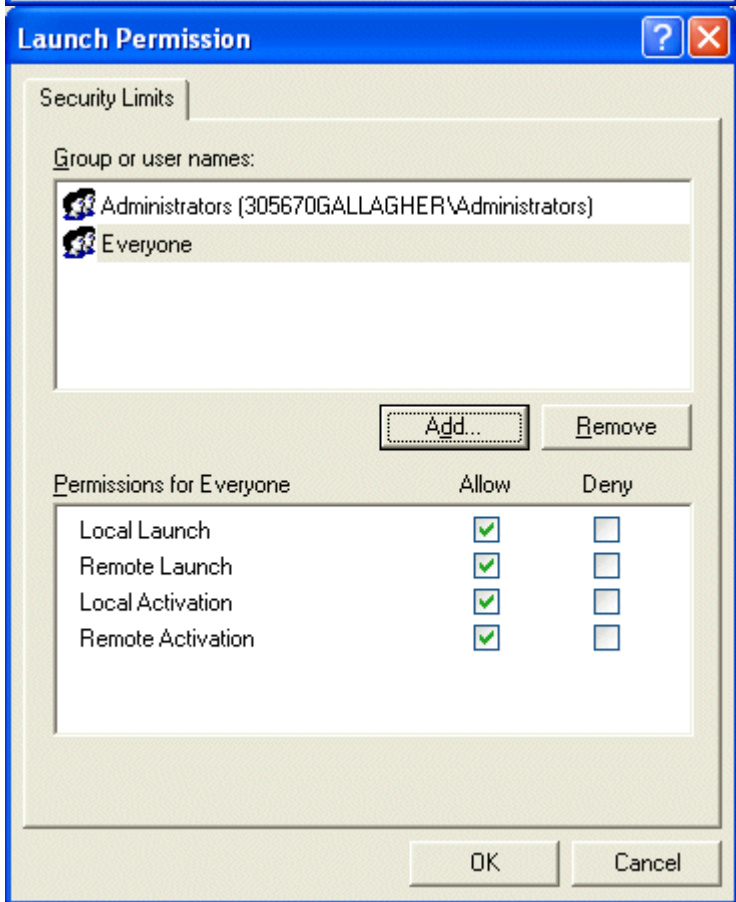 Launch Permission
Security Limits
Group or user names:
Administrators (305670GALLAGHER\Administrators)
Everyone
Add... Remove
Permissions for Everyone Allow Deny
Local Launch
Remote Launch
Local Activation
Remote Activation
OK Cancel